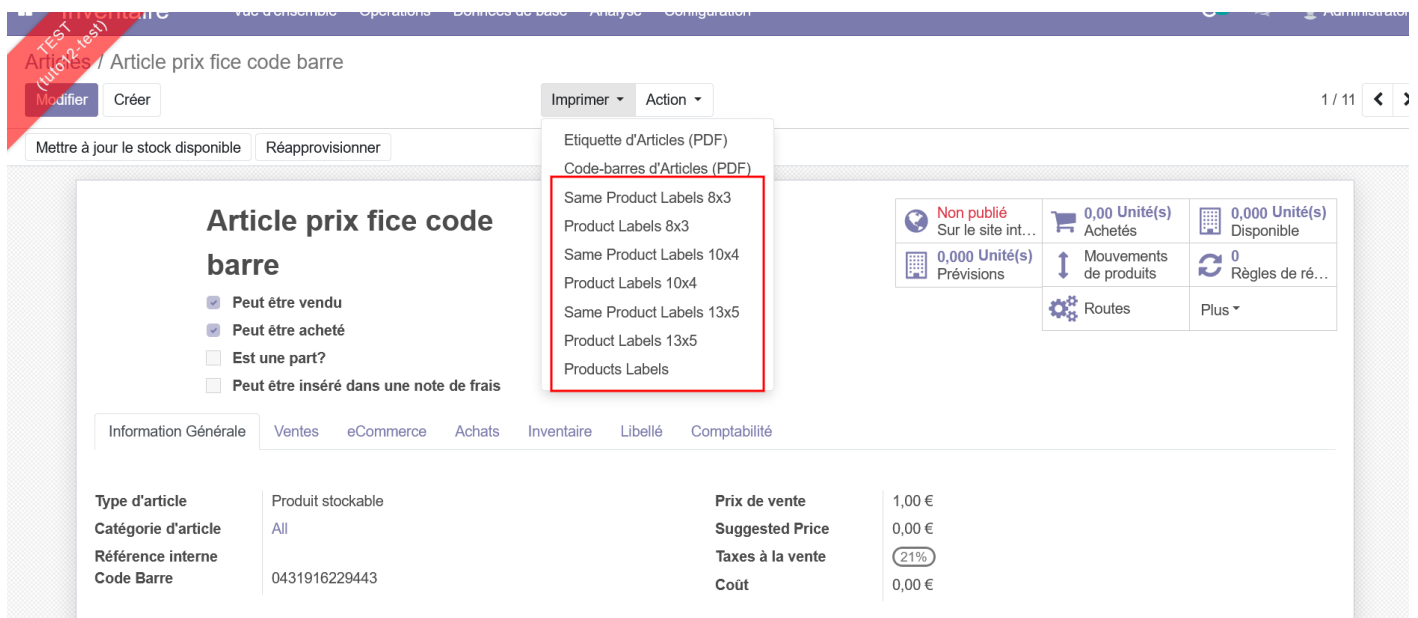 TEST
(tuto12-test)
Inventaire Vue d'ensemble Opérations Données de base Analyse Configuration Administrator
Articles / Article prix fice code barre
Modifier Créer Imprimer Action 1 / 11
Mettre à jour le stock disponible Réapprovisionner
Etiquette d'Articles (PDF)
Code-barres d'Articles (PDF)
Same Product Labels 8x3
Product Labels 8x3
Same Product Labels 10x4
Product Labels 10x4
Same Product Labels 13x5
Product Labels 13x5
Products Labels
Article prix fice code
barre
Non publié
Sur le site int...
0,00 Unité(s)
Achetés
0,000 Unité(s)
Disponible
0,000 Unité(s)
Prévisions
Mouvements
de produits
0
Règles de ré...
Routes
Plus
Peut être vendu
Peut être acheté
Est une part?
Peut être inséré dans une note de frais
Information Générale Ventes eCommerce Achats Inventaire Libellé Comptabilité
Type d'article Produit stockable
Catégorie d'article All
Référence interne
Code Barre 0431916229443
Prix de vente 1,00 €
Suggested Price 0,00 €
Taxes à la vente 21%
Coût 0,00 €